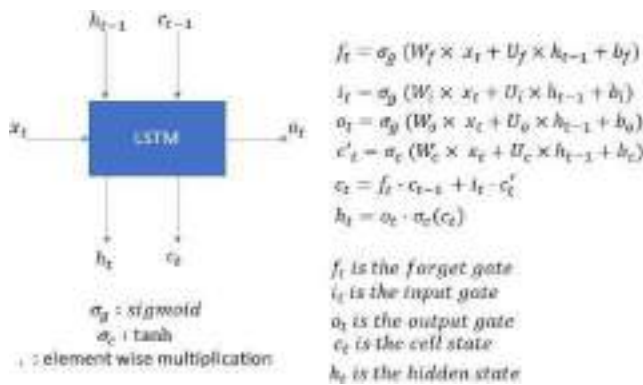 h_{t-1} c_{t-1}
x_t LSTM o_t
h_t c_t
σ_g : sigmoid
σ_c : tanh
. : element wise multiplication
f_t = σ_g (W_f × x_t + U_f × h_{t-1} + b_f)
i_t = σ_g (W_i × x_t + U_i × h_{t-1} + b_i)
o_t = σ_g (W_o × x_t + U_o × h_{t-1} + b_o)
c'_t = σ_c (W_c × x_t + U_c × h_{t-1} + b_c)
c_t = f_t · c_{t-1} + i_t · c'_t
h_t = o_t · σ_c(c_t)
f_t is the forget gate
i_t is the input gate
o_t is the output gate
c_t is the cell state
h_t is the hidden state